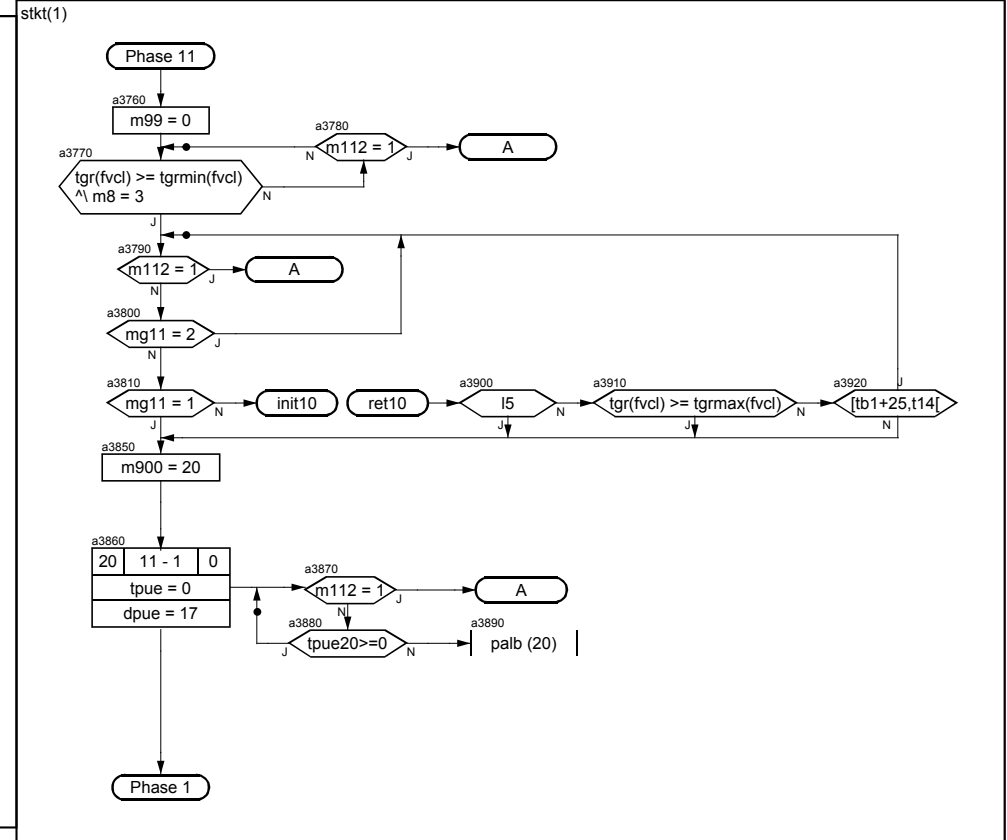 stkt(1)
Phase 11
a3760
m99 = 0
a3780
m112 = 1
N
J
A
a3770
tgr(fvcl) >= tgrmin(fvcl)
^\ m8 = 3
N
J
a3790
m112 = 1
J
A
N
a3800
mg11 = 2
J
N
a3810
mg11 = 1
N
init10
J
ret10
a3900
l5
N
J
a3910
tgr(fvcl) >= tgrmax(fvcl)
N
J
a3920
J
[tb1+25,t14[
N
a3850
m900 = 20
a3860
20 11 - 1 0
tpue = 0
dpue = 17
a3870
m112 = 1
J
A
N
a3880
tpue20>=0
J
N
a3890
palb (20)
Phase 1